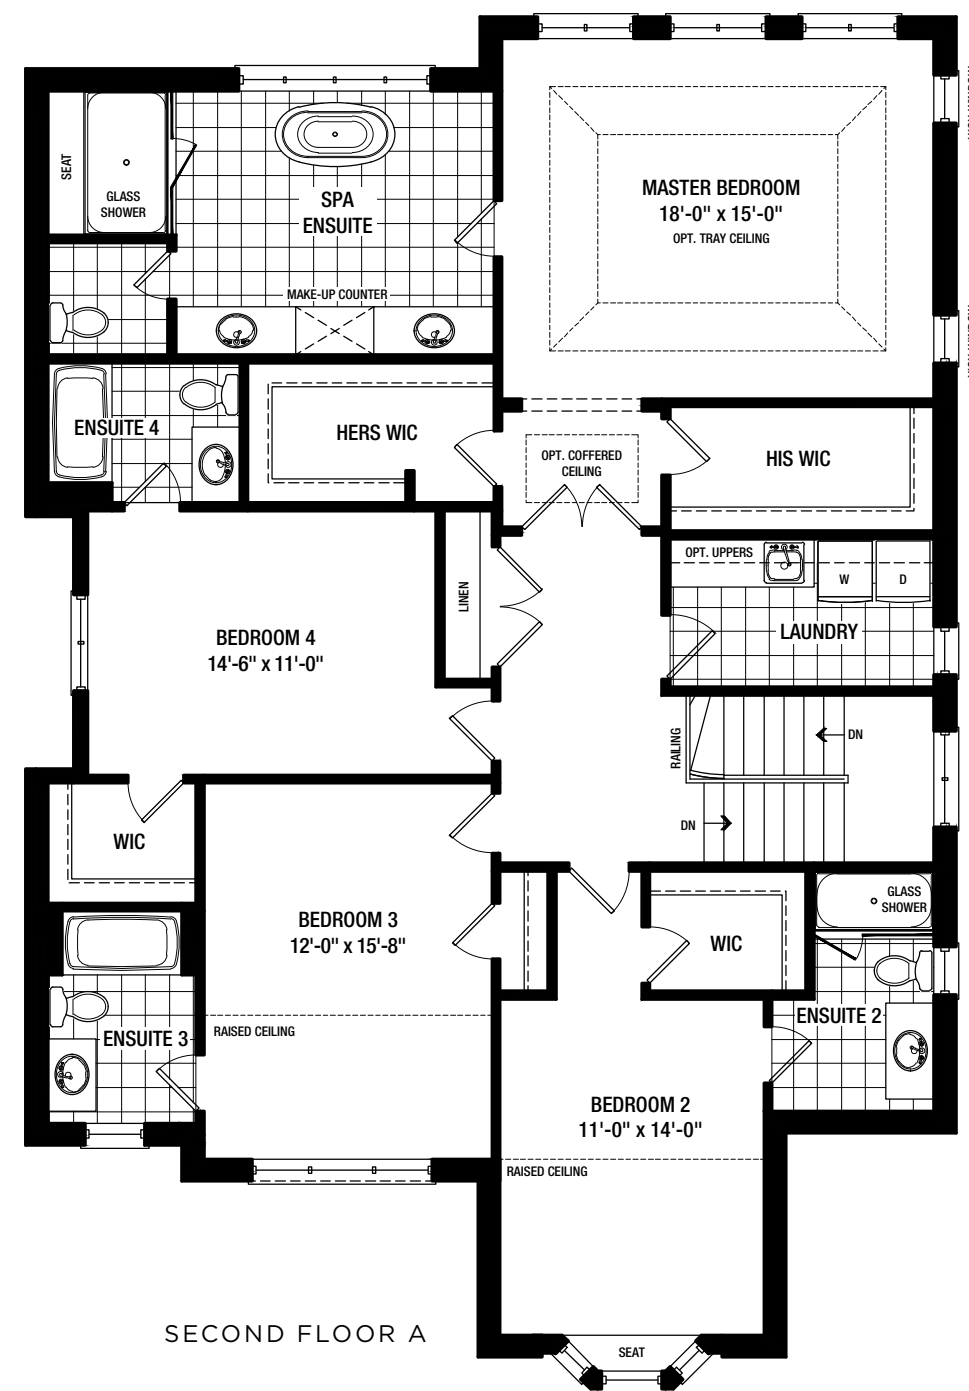 MASTER BEDROOM
18'-0" x 15'-0"
OPT. TRAY CEILING
SEAT
GLASS
SHOWER
SPA
ENSUITE
MAKE-UP COUNTER
ENSUITE 4
HERS WIC
OPT. COFFERED
CEILING
HIS WIC
OPT. UPPERS
W
D
LAUNDRY
LINEN
BEDROOM 4
14'-6" x 11'-0"
RAILING
DN
DN
WIC
BEDROOM 3
12'-0" x 15'-8"
RAISED CEILING
WIC
GLASS
SHOWER
ENSUITE 2
ENSUITE 3
BEDROOM 2
11'-0" x 14'-0"
RAISED CEILING
SEAT
SECOND FLOOR A